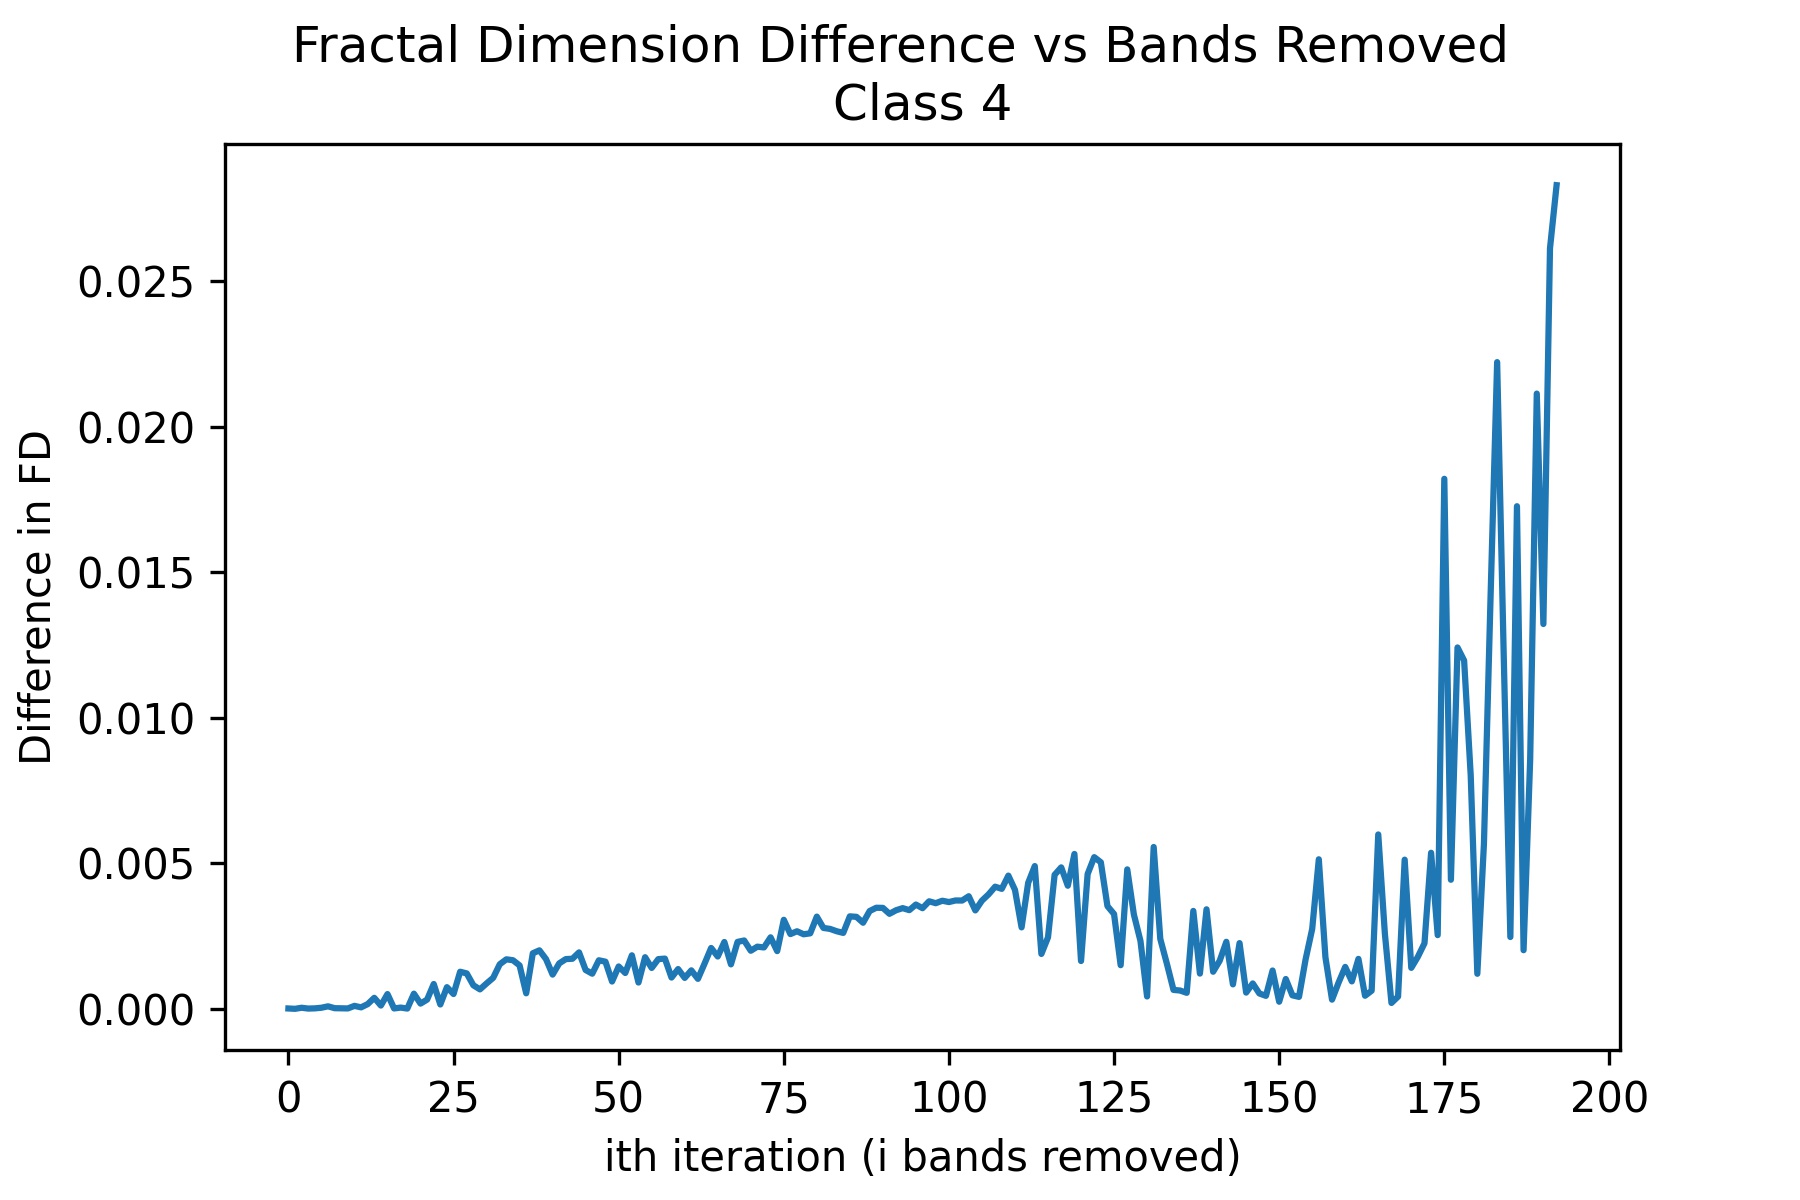 Fractal Dimension Difference vs Bands Removed
Class 4
Difference in FD
0.025
0.020
0.015
0.010
0.005
0.000
0 25 50 75 100 125 150 175 200
ith iteration (i bands removed)